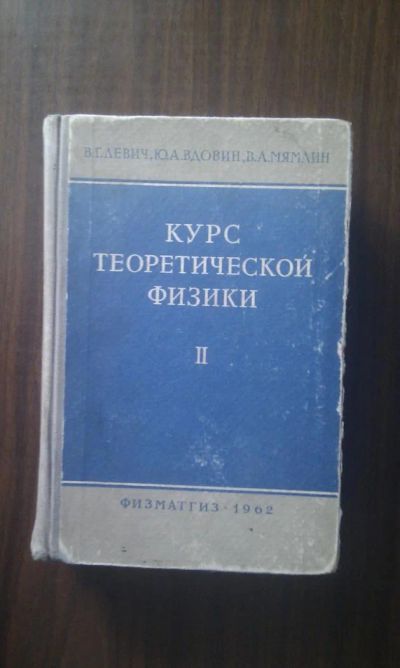 В.Г.ЛЕВИЧ, Ю.А.ВДОВИН, В.А.МЯМЛИН
КУРС
ТЕОРЕТИЧЕСКОЙ
ФИЗИКИ
II
ФИЗМАТГИЗ · 1962